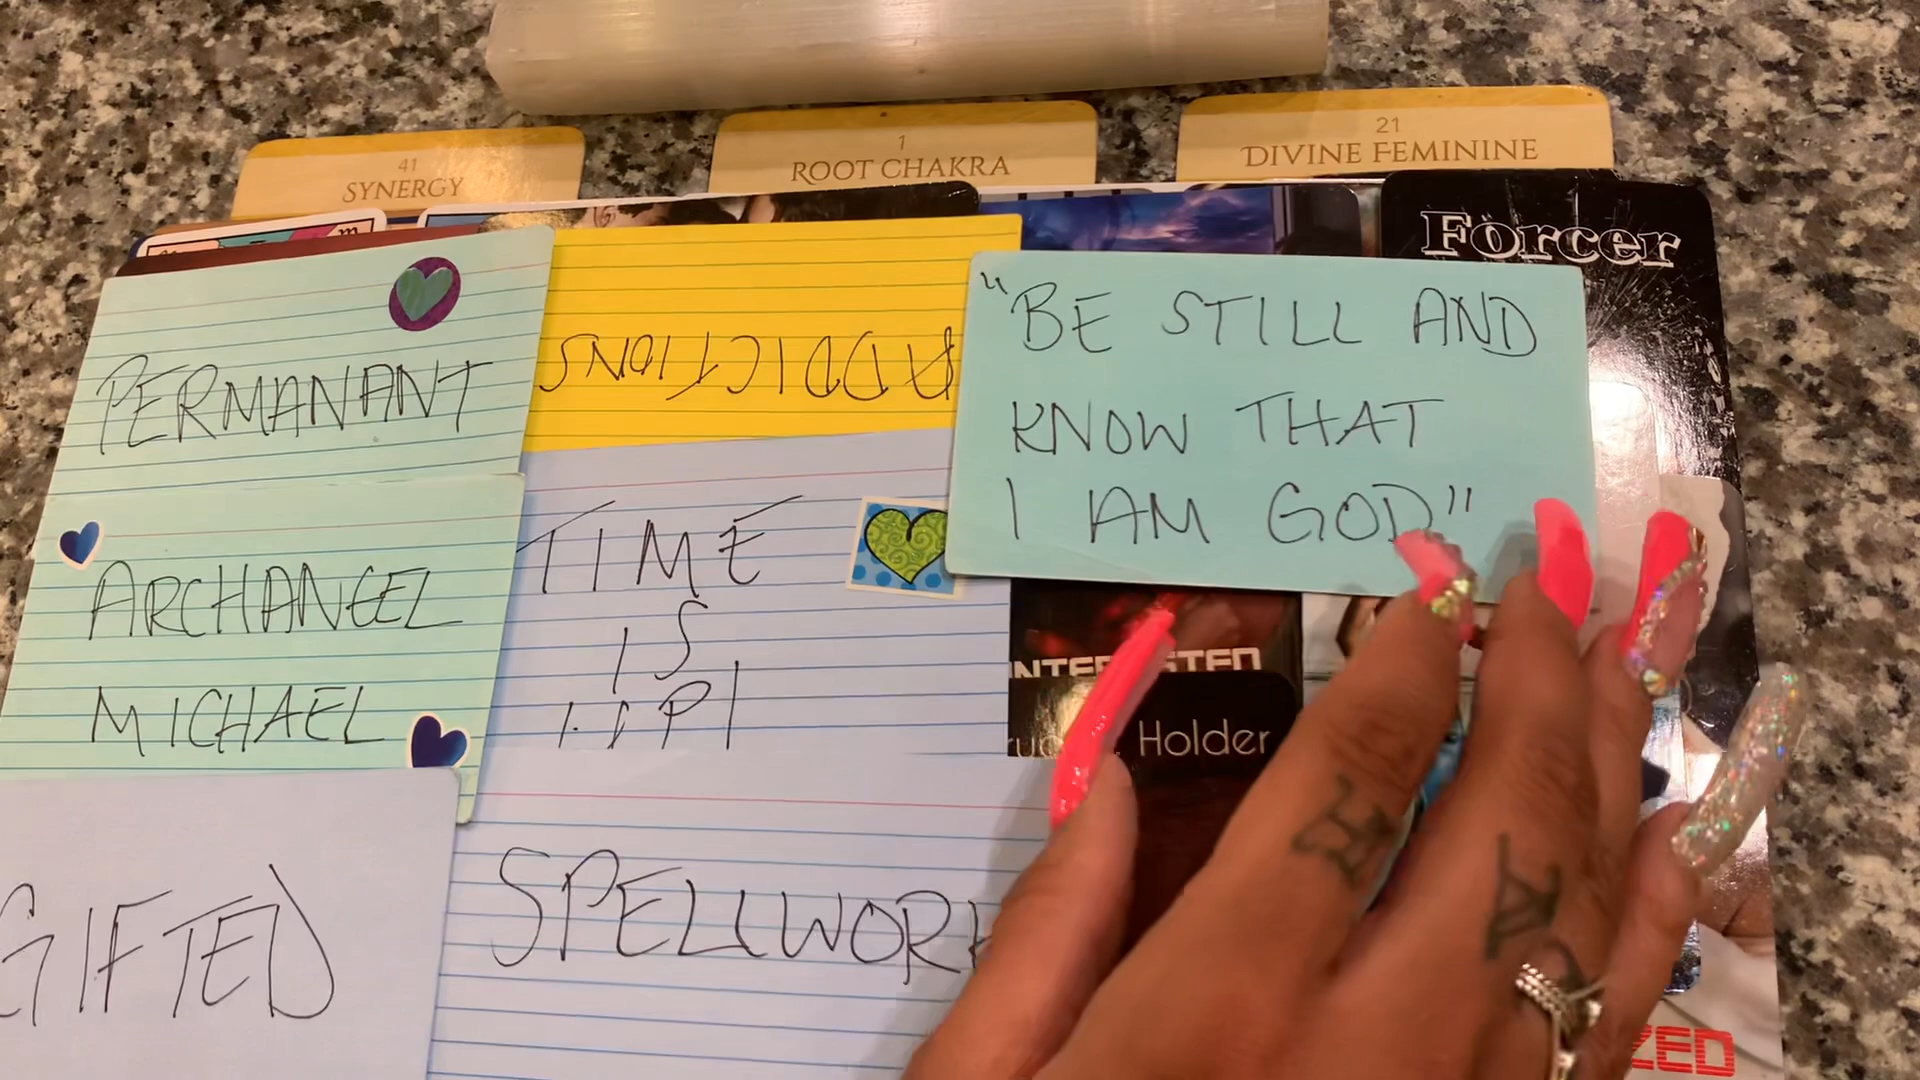 41
SYNERGY
1
ROOT CHAKRA
21
DIVINE FEMININE
Forcer
PERMANANT
ADDICTIONS
"BE STILL AND
KNOW THAT
I AM GOD"
ARCHANGEL
MICHAEL
TIME
IS
Holder
GIFTED
SPELLWORK
ZED